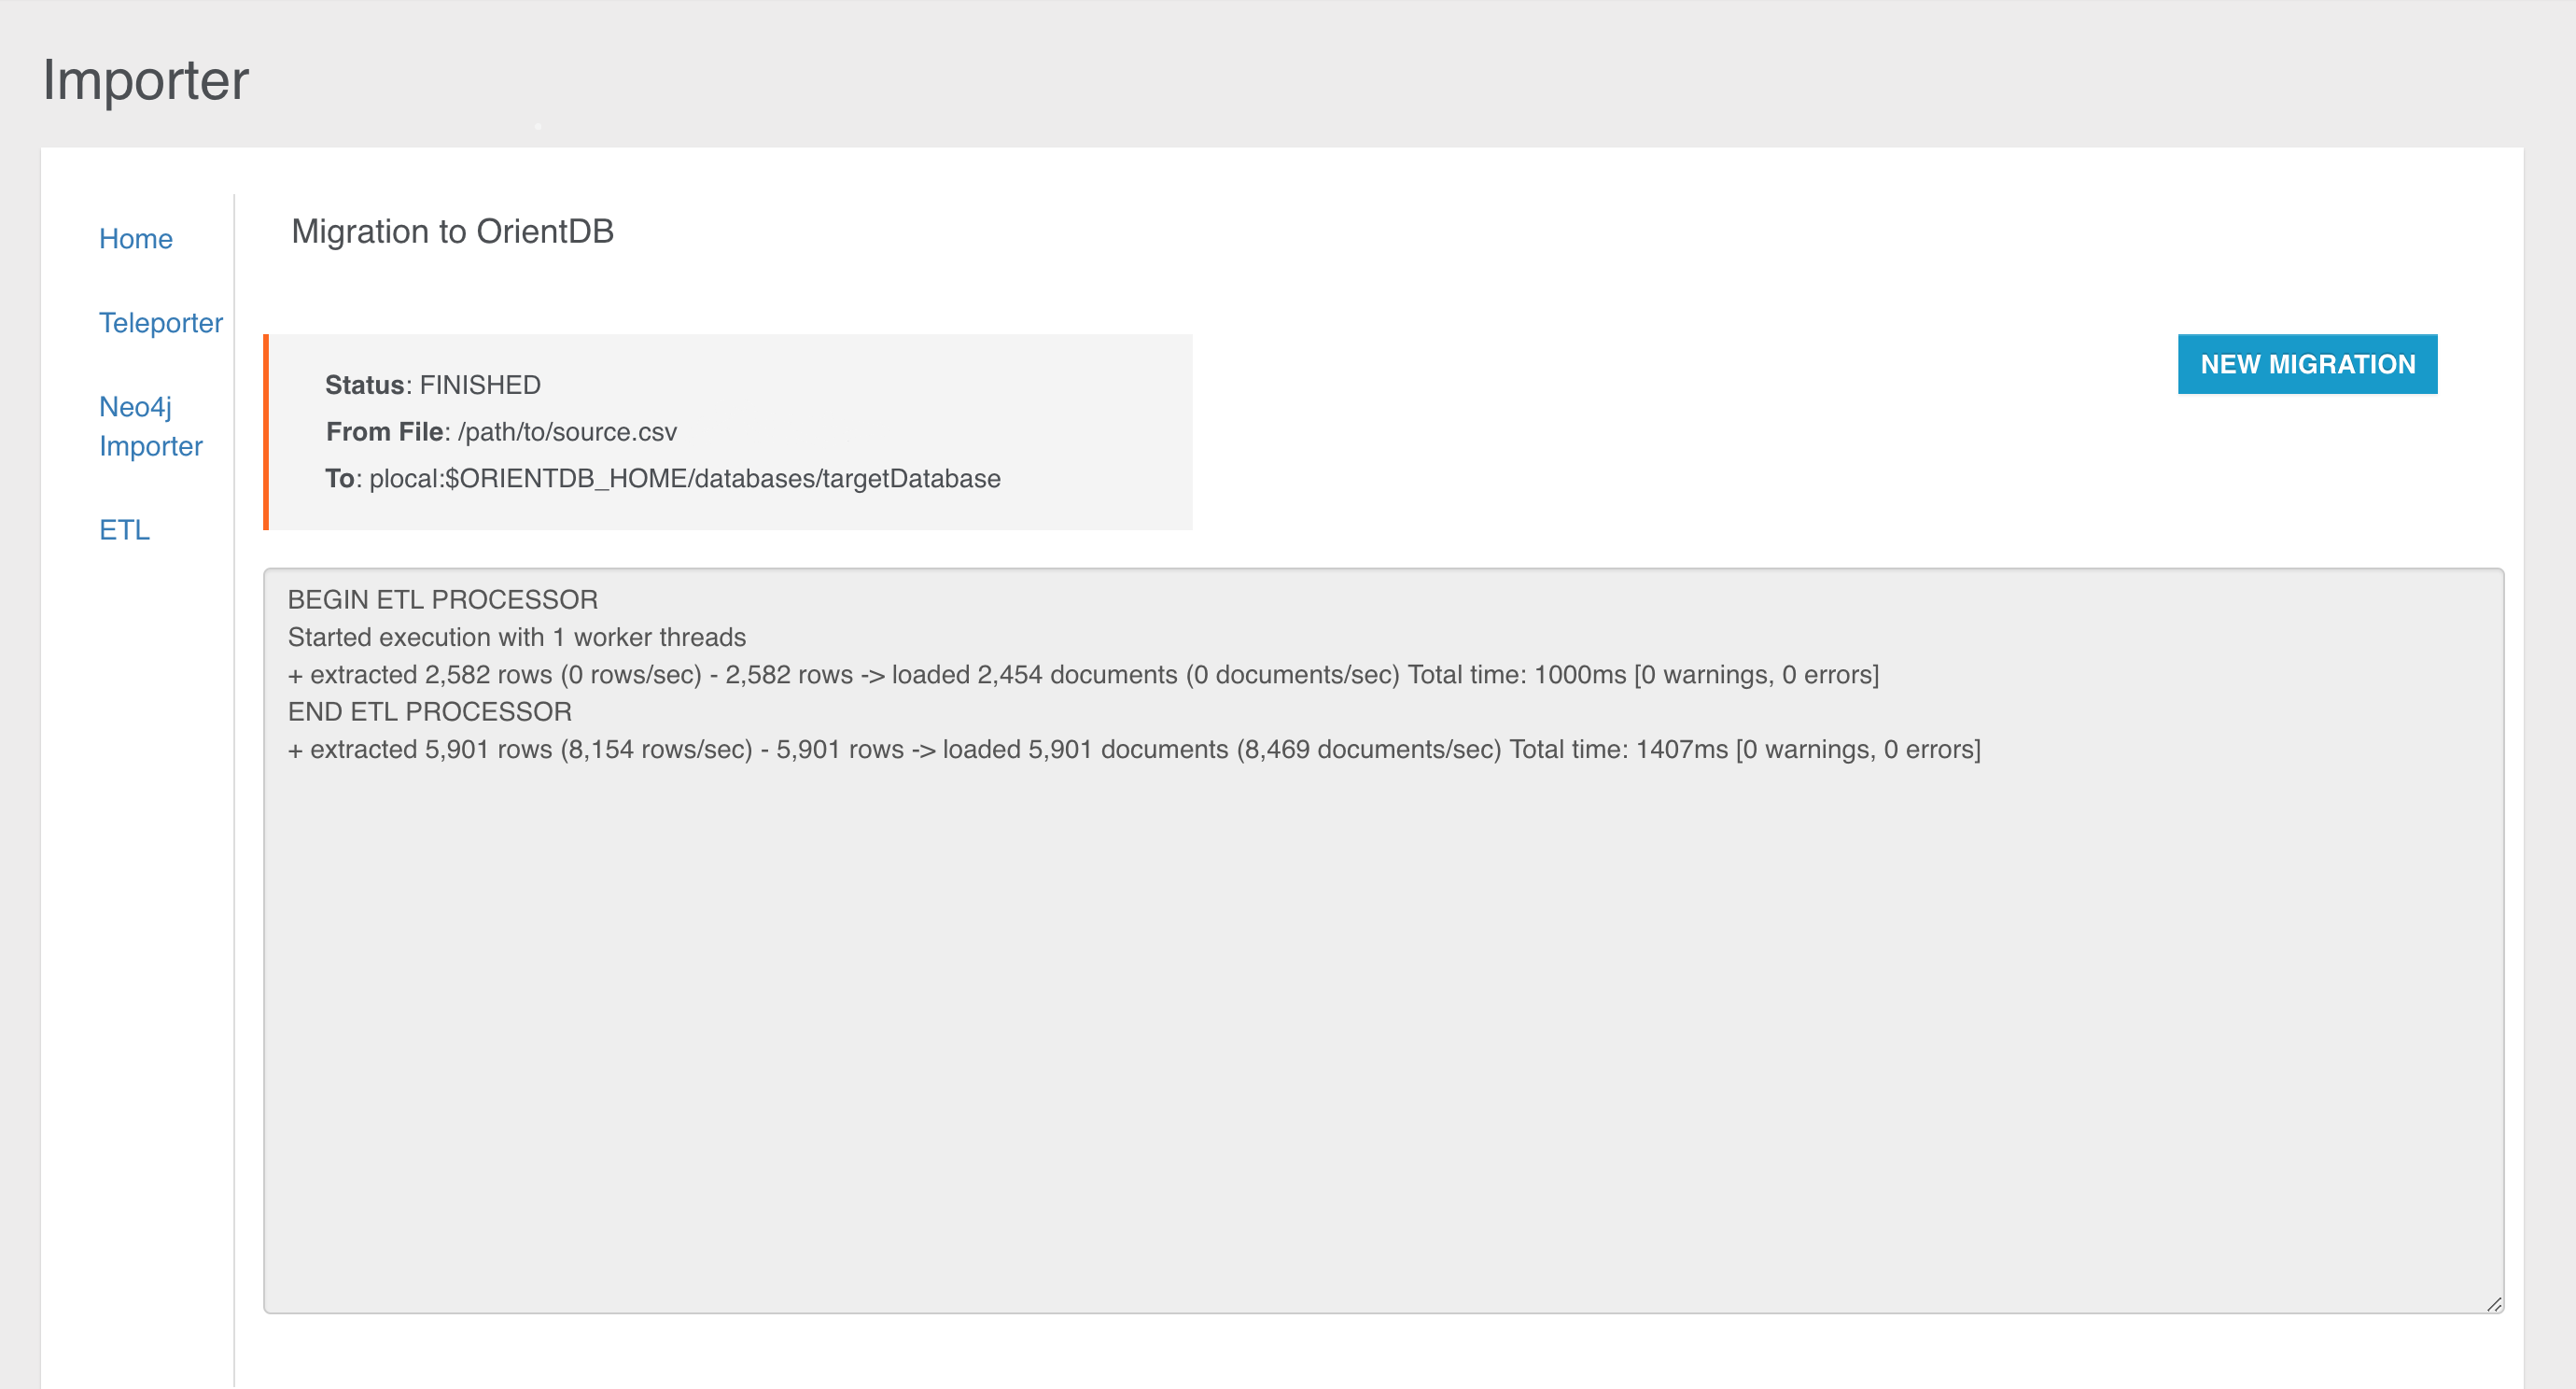 Importer
Home
Teleporter
Neo4j
Importer
ETL
Migration to OrientDB
Status: FINISHED
From File: /path/to/source.csv
To: plocal:$ORIENTDB_HOME/databases/targetDatabase
NEW MIGRATION
BEGIN ETL PROCESSOR
Started execution with 1 worker threads
+ extracted 2,582 rows (0 rows/sec) - 2,582 rows -> loaded 2,454 documents (0 documents/sec) Total time: 1000ms [0 warnings, 0 errors]
END ETL PROCESSOR
+ extracted 5,901 rows (8,154 rows/sec) - 5,901 rows -> loaded 5,901 documents (8,469 documents/sec) Total time: 1407ms [0 warnings, 0 errors]